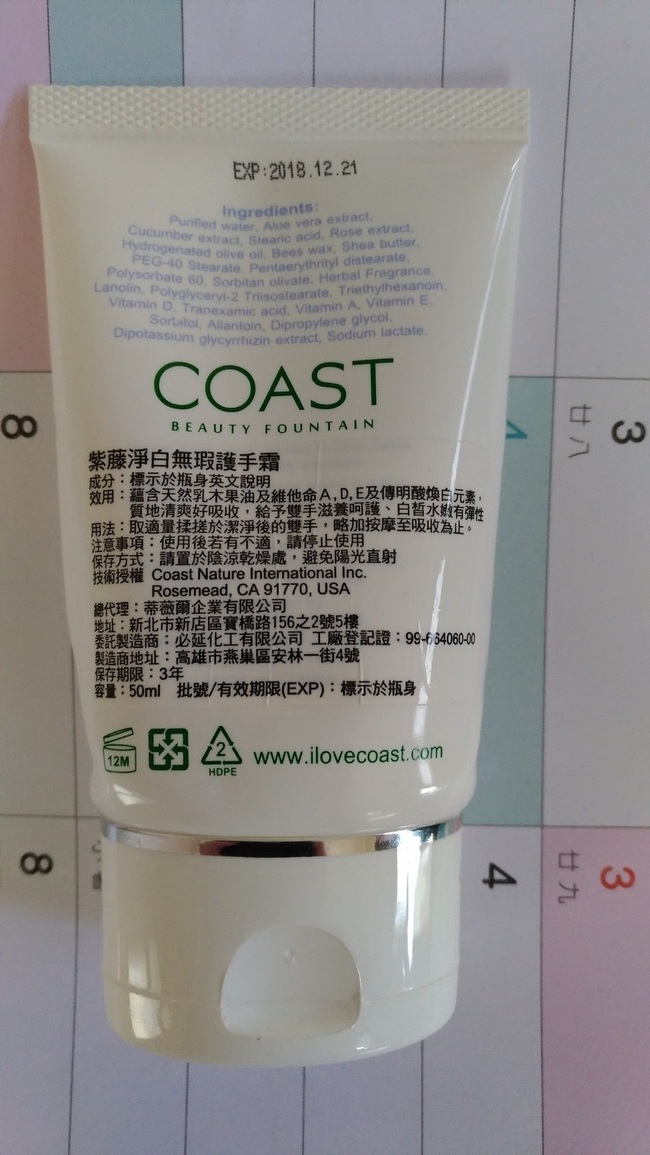 EXP:2018.12.21
Ingredients:
Purified water, Aloe vera extract,
Cucumber extract, Stearic acid, Rose extract,
Hydrogenated olive oil, Bees wax, Shea butter,
PEG-40 Stearate, Pentaerythrityl distearate,
Polysorbate 60, Sorbitan olivate, Herbal Fragrance,
Lanolin, Polyglyceryl-2 Triisostearate, Triethylhexanoin,
Vitamin D, Tranexamic acid, Vitamin A, Vitamin E,
Sorbitol, Allantoin, Dipropylene glycol,
Dipotassium glycyrrhizin extract, Sodium lactate.
COAST
BEAUTY FOUNTAIN
紫藤淨白無瑕護手霜
成分：標示於瓶身英文說明
效用：蘊含天然乳木果油及維他命A,D,E及傳明酸煥白元素，
質地清爽好吸收，給予雙手滋養呵護、白皙水嫩有彈性
用法：取適量揉搓於潔淨後的雙手，略加按摩至吸收為止。
注意事項：使用後若有不適，請停止使用
保存方式：請置於陰涼乾燥處，避免陽光直射
技術授權 Coast Nature International Inc.
Rosemead, CA 91770, USA
總代理：蒂薇爾企業有限公司
地址：新北市新店區寶橋路156之2號5樓
委託製造商：必延化工有限公司 工廠登記證：99-664060-00
製造商地址：高雄市燕巢區安林一街4號
保存期限：3年
容量：50ml 批號/有效期限(EXP)：標示於瓶身
12M
2
HDPE
www.ilovecoast.com
8
4
廿八
3
8
4
廿九
3